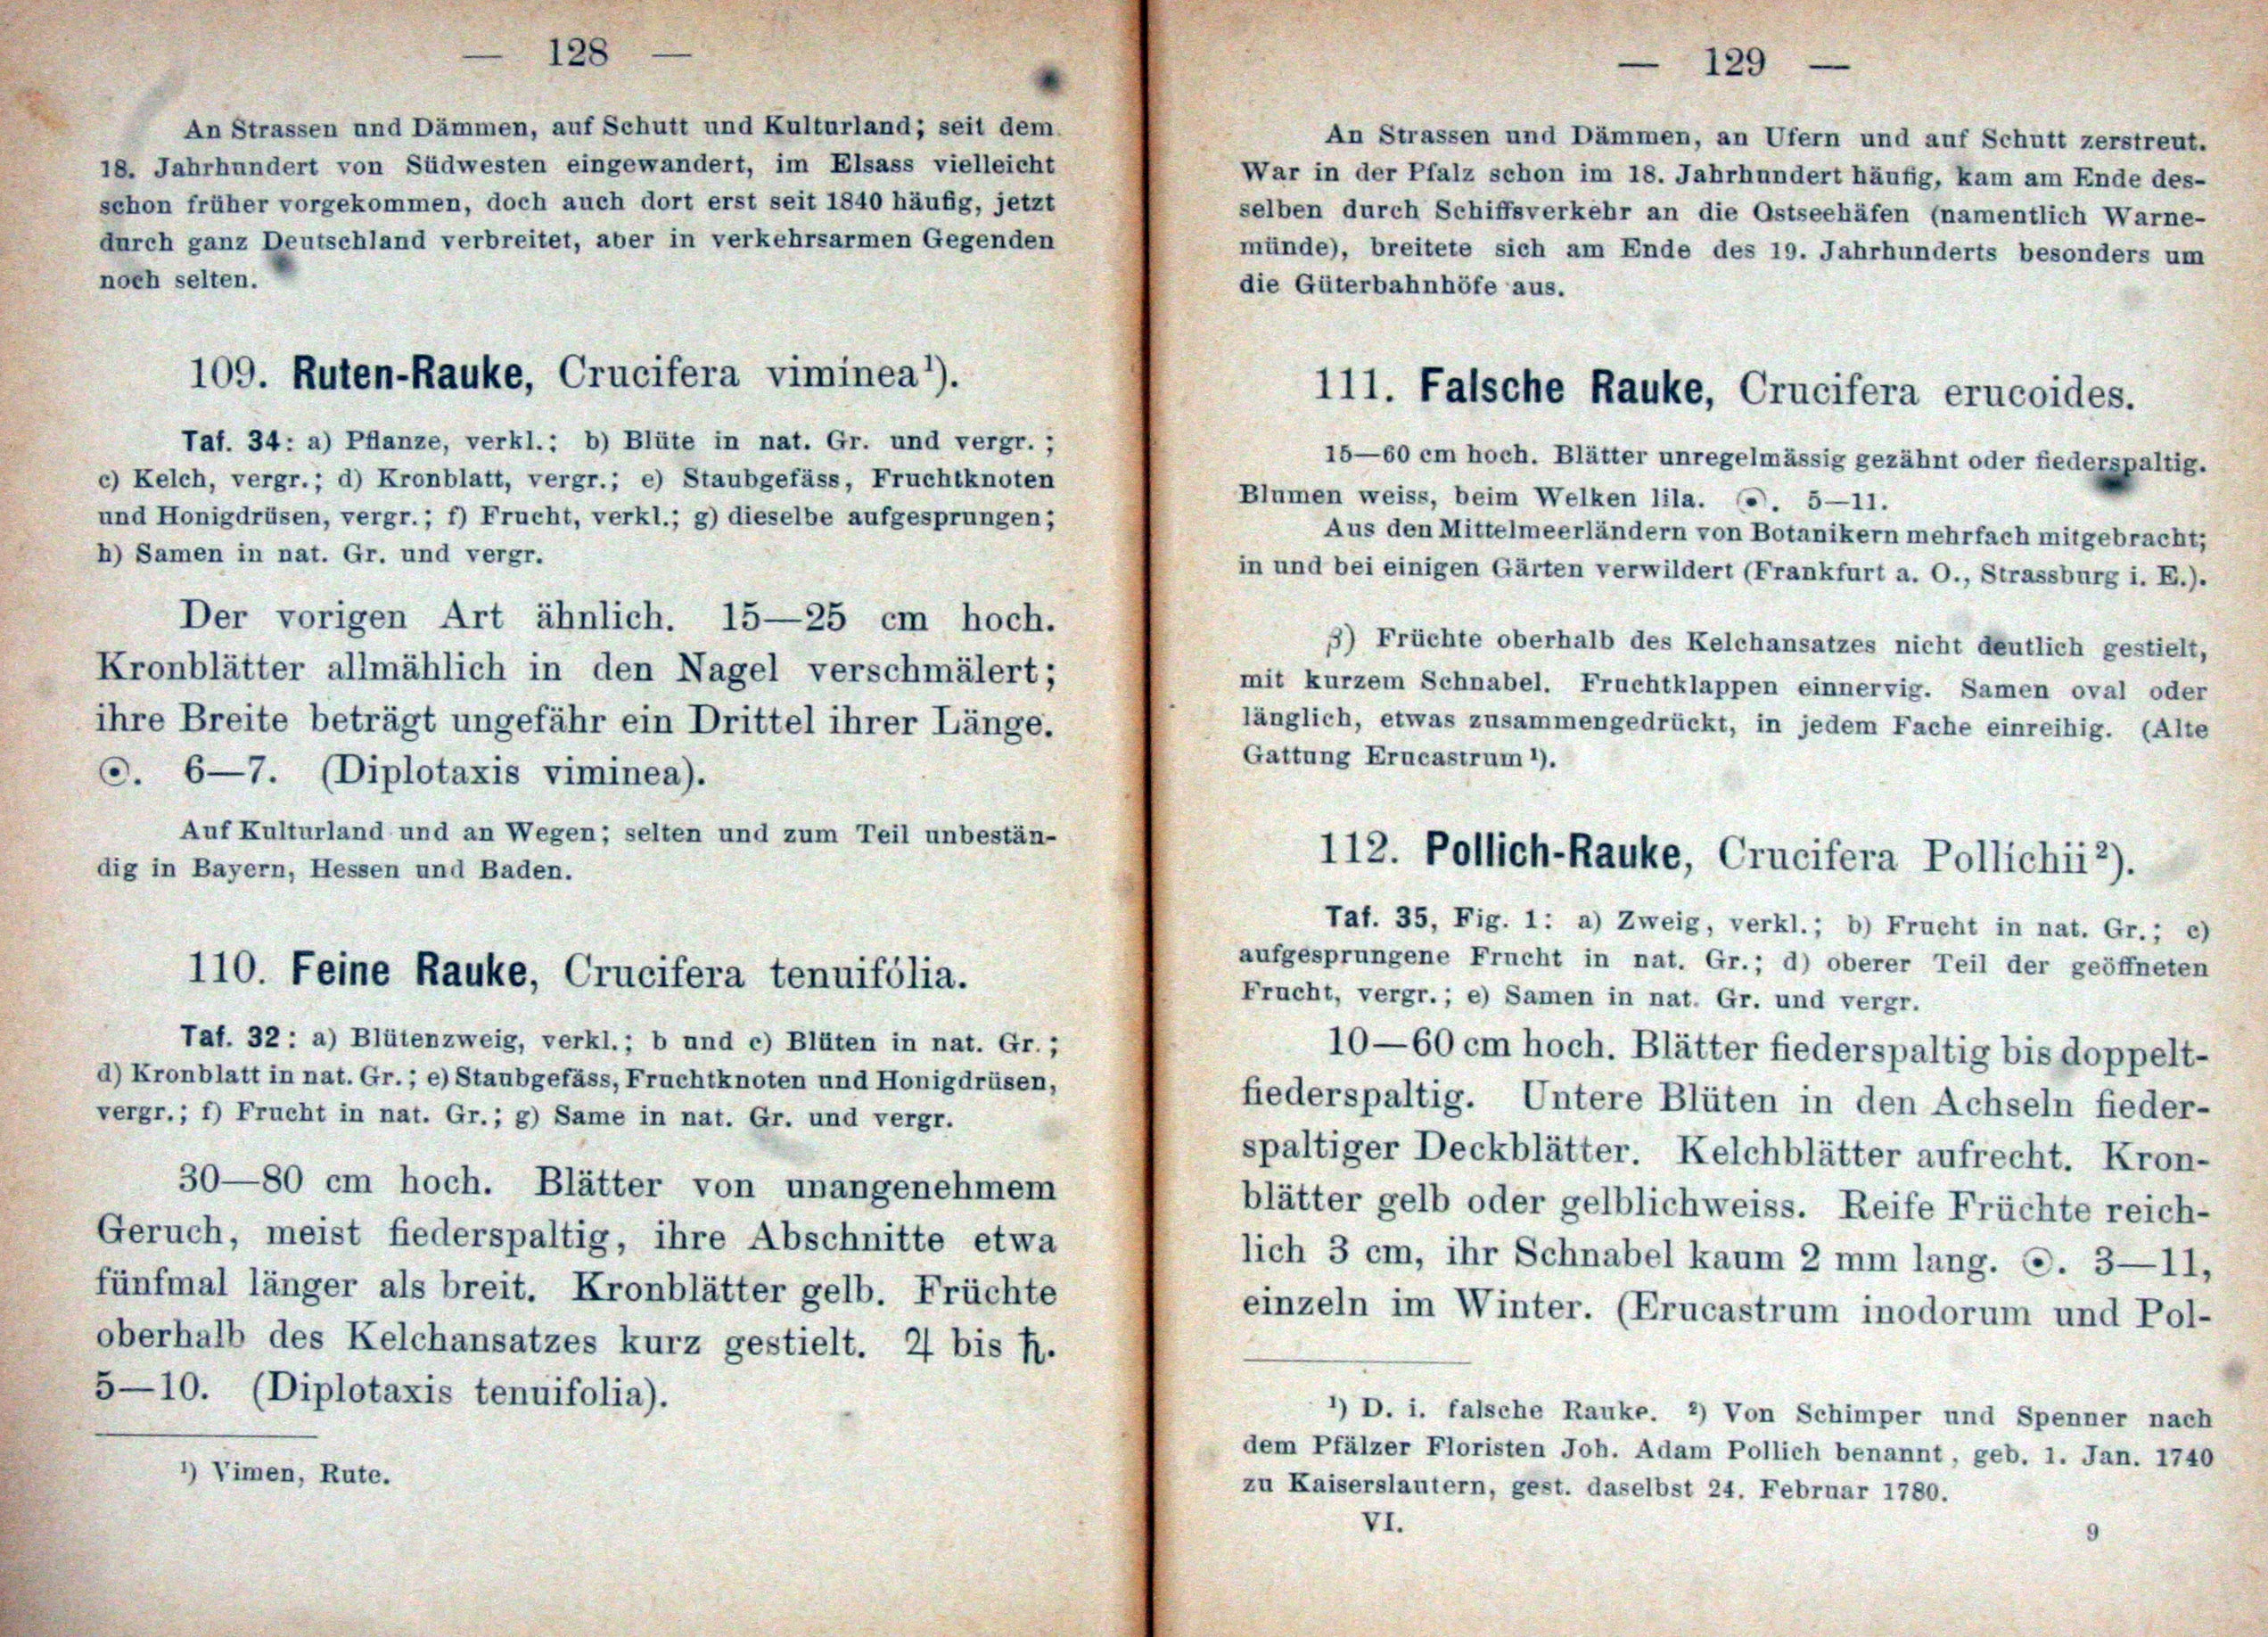 — 128 —
An Strassen und Dämmen, auf Schutt und Kulturland; seit dem
18. Jahrhundert von Südwesten eingewandert, im Elsass vielleicht
schon früher vorgekommen, doch auch dort erst seit 1840 häufig, jetzt
durch ganz Deutschland verbreitet, aber in verkehrsarmen Gegenden
noch selten.
109. Ruten-Rauke, Crucifera viminea¹).
Taf. 34: a) Pflanze, verkl.; b) Blüte in nat. Gr. und vergr.;
c) Kelch, vergr.; d) Kronblatt, vergr.; e) Staubgefäss, Fruchtknoten
und Honigdrüsen, vergr.; f) Frucht, verkl.; g) dieselbe aufgesprungen;
h) Samen in nat. Gr. und vergr.
Der vorigen Art ähnlich. 15—25 cm hoch.
Kronblätter allmählich in den Nagel verschmälert;
ihre Breite beträgt ungefähr ein Drittel ihrer Länge.
⊙. 6—7. (Diplotaxis viminea).
Auf Kulturland und an Wegen; selten und zum Teil unbestän-
dig in Bayern, Hessen und Baden.
110. Feine Rauke, Crucifera tenuifólia.
Taf. 32: a) Blütenzweig, verkl.; b und c) Blüten in nat. Gr.;
d) Kronblatt in nat. Gr.; e) Staubgefäss, Fruchtknoten und Honigdrüsen,
vergr.; f) Frucht in nat. Gr.; g) Same in nat. Gr. und vergr.
30—80 cm hoch. Blätter von unangenehmem
Geruch, meist fiederspaltig, ihre Abschnitte etwa
fünfmal länger als breit. Kronblätter gelb. Früchte
oberhalb des Kelchansatzes kurz gestielt. ♃ bis ♄.
5—10. (Diplotaxis tenuifolia).
¹) Vimen, Rute.
— 129 —
An Strassen und Dämmen, an Ufern und auf Schutt zerstreut.
War in der Pfalz schon im 18. Jahrhundert häufig, kam am Ende des-
selben durch Schiffsverkehr an die Ostseehäfen (namentlich Warne-
münde), breitete sich am Ende des 19. Jahrhunderts besonders um
die Güterbahnhöfe aus.
111. Falsche Rauke, Crucifera erucoides.
15—60 cm hoch. Blätter unregelmässig gezähnt oder fiederspaltig.
Blumen weiss, beim Welken lila. ⊙. 5—11.
Aus den Mittelmeerländern von Botanikern mehrfach mitgebracht;
in und bei einigen Gärten verwildert (Frankfurt a. O., Strassburg i. E.).
β) Früchte oberhalb des Kelchansatzes nicht deutlich gestielt,
mit kurzem Schnabel. Fruchtklappen einnervig. Samen oval oder
länglich, etwas zusammengedrückt, in jedem Fache einreihig. (Alte
Gattung Erucastrum¹).
112. Pollich-Rauke, Crucifera Pollichii²).
Taf. 35, Fig. 1: a) Zweig, verkl.; b) Frucht in nat. Gr.; c)
aufgesprungene Frucht in nat. Gr.; d) oberer Teil der geöffneten
Frucht, vergr.; e) Samen in nat. Gr. und vergr.
10—60 cm hoch. Blätter fiederspaltig bis doppelt-
fiederspaltig. Untere Blüten in den Achseln fieder-
spaltiger Deckblätter. Kelchblätter aufrecht. Kron-
blätter gelb oder gelblichweiss. Reife Früchte reich-
lich 3 cm, ihr Schnabel kaum 2 mm lang. ⊙. 3—11,
einzeln im Winter. (Erucastrum inodorum und Pol-
¹) D. i. falsche Rauke. ²) Von Schimper und Spenner nach
dem Pfälzer Floristen Joh. Adam Pollich benannt, geb. 1. Jan. 1740
zu Kaiserslautern, gest. daselbst 24. Februar 1780.
VI.
9